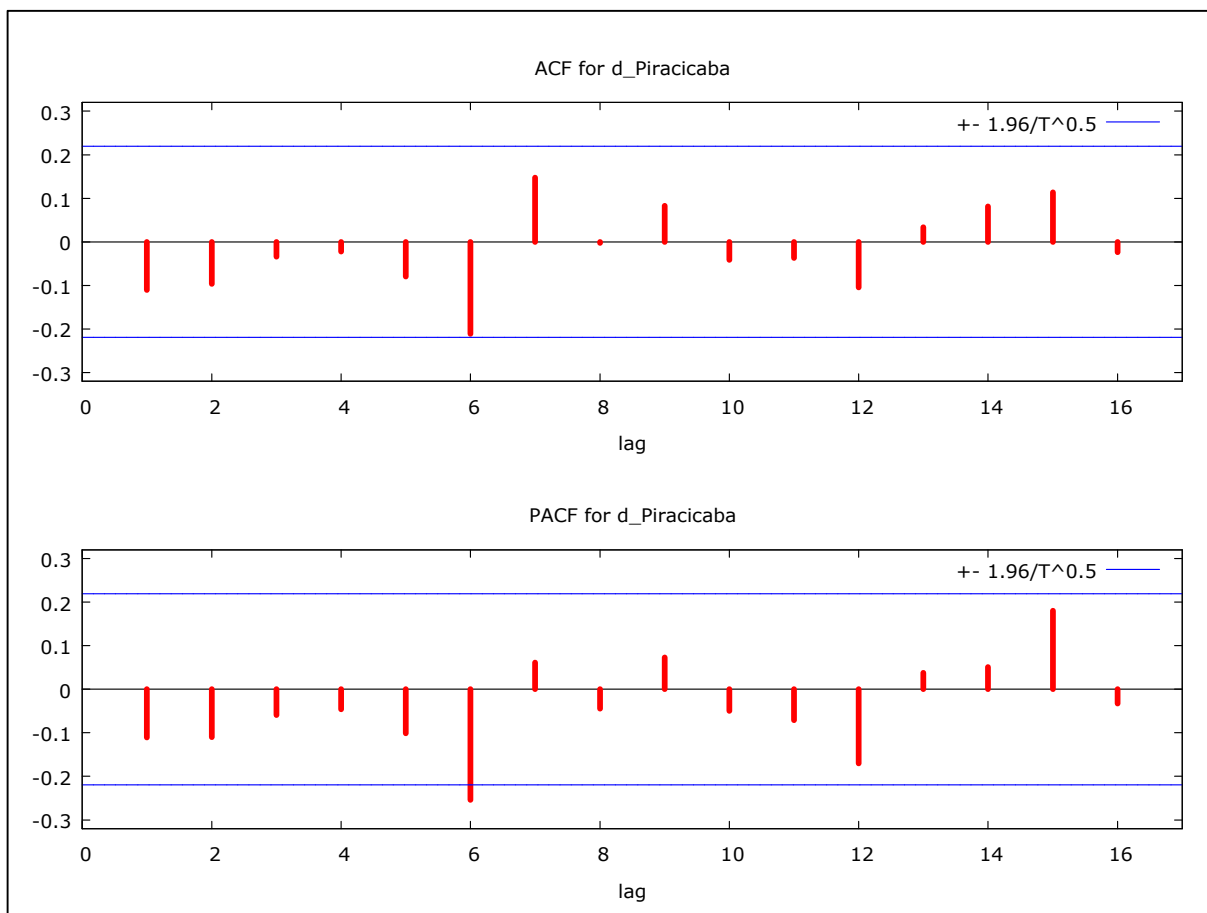 ACF for d_Piracicaba
+- 1.96/T^0.5
0.3
0.2
0.1
0
-0.1
-0.2
-0.3
0 2 4 6 8 10 12 14 16
lag
PACF for d_Piracicaba
+- 1.96/T^0.5
0.3
0.2
0.1
0
-0.1
-0.2
-0.3
0 2 4 6 8 10 12 14 16
lag